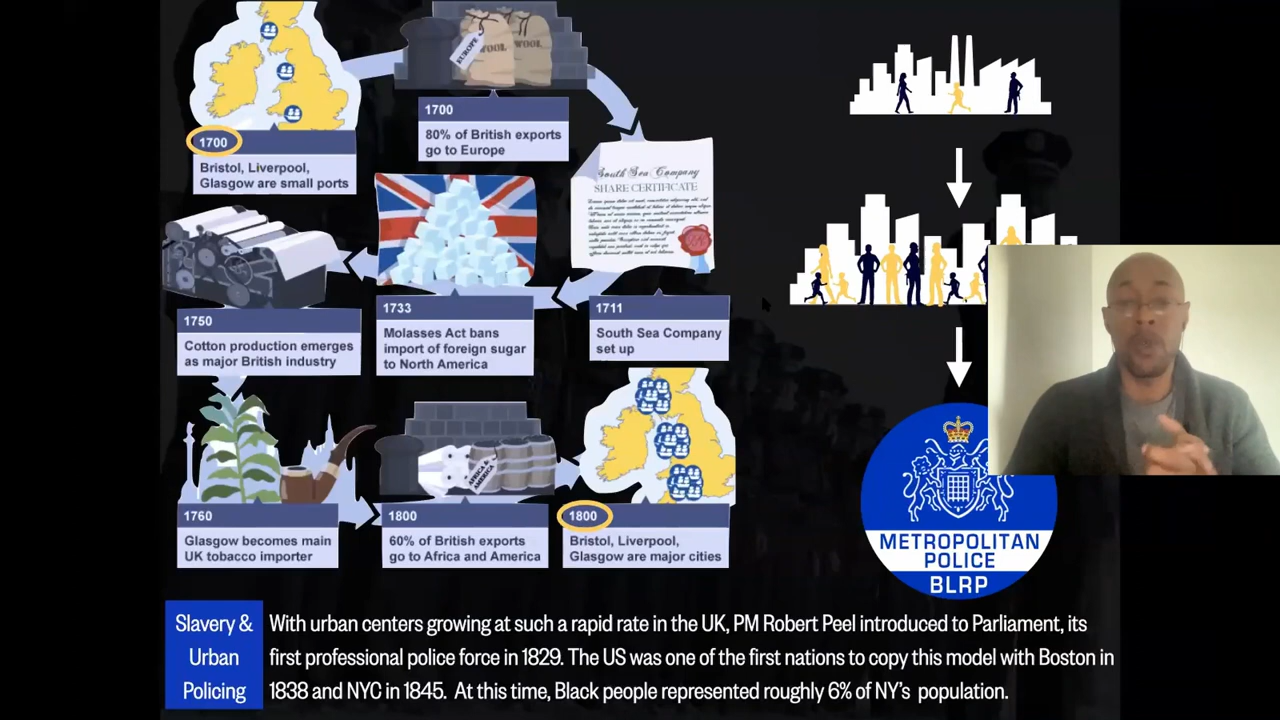 EUROPE
WOOL
WOOL
1700
Bristol, Liverpool,
Glasgow are small ports
1700
80% of British exports
go to Europe
South Sea Company
SHARE CERTIFICATE
1711
South Sea Company
set up
1733
Molasses Act bans
import of foreign sugar
to North America
1750
Cotton production emerges
as major British industry
1760
Glasgow becomes main
UK tobacco importer
AFRICA &
AMERICA
1800
60% of British exports
go to Africa and America
1800
Bristol, Liverpool,
Glasgow are major cities
METROPOLITAN
POLICE
BLRP
Slavery &
Urban
Policing
With urban centers growing at such a rapid rate in the UK, PM Robert Peel introduced to Parliament, its
first professional police force in 1829. The US was one of the first nations to copy this model with Boston in
1838 and NYC in 1845. At this time, Black people represented roughly 6% of NY's population.